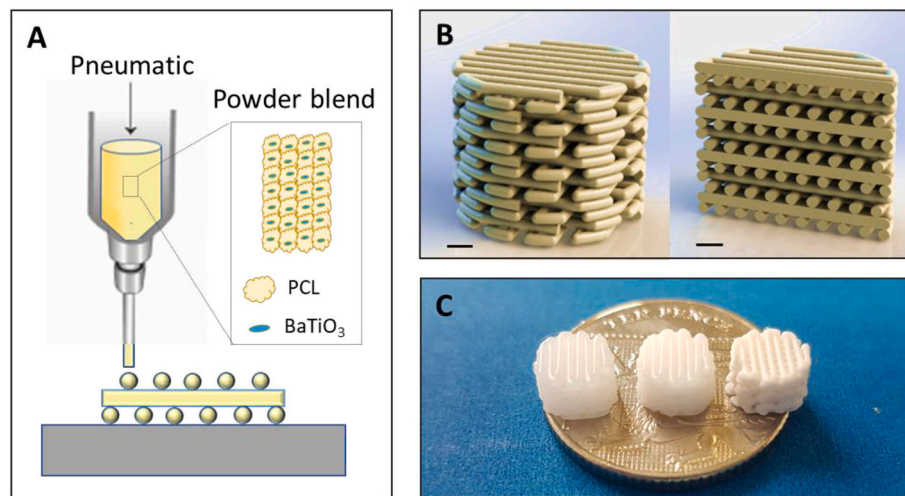 A
Pneumatic
Powder blend
PCL
BaTiO₃
B
C